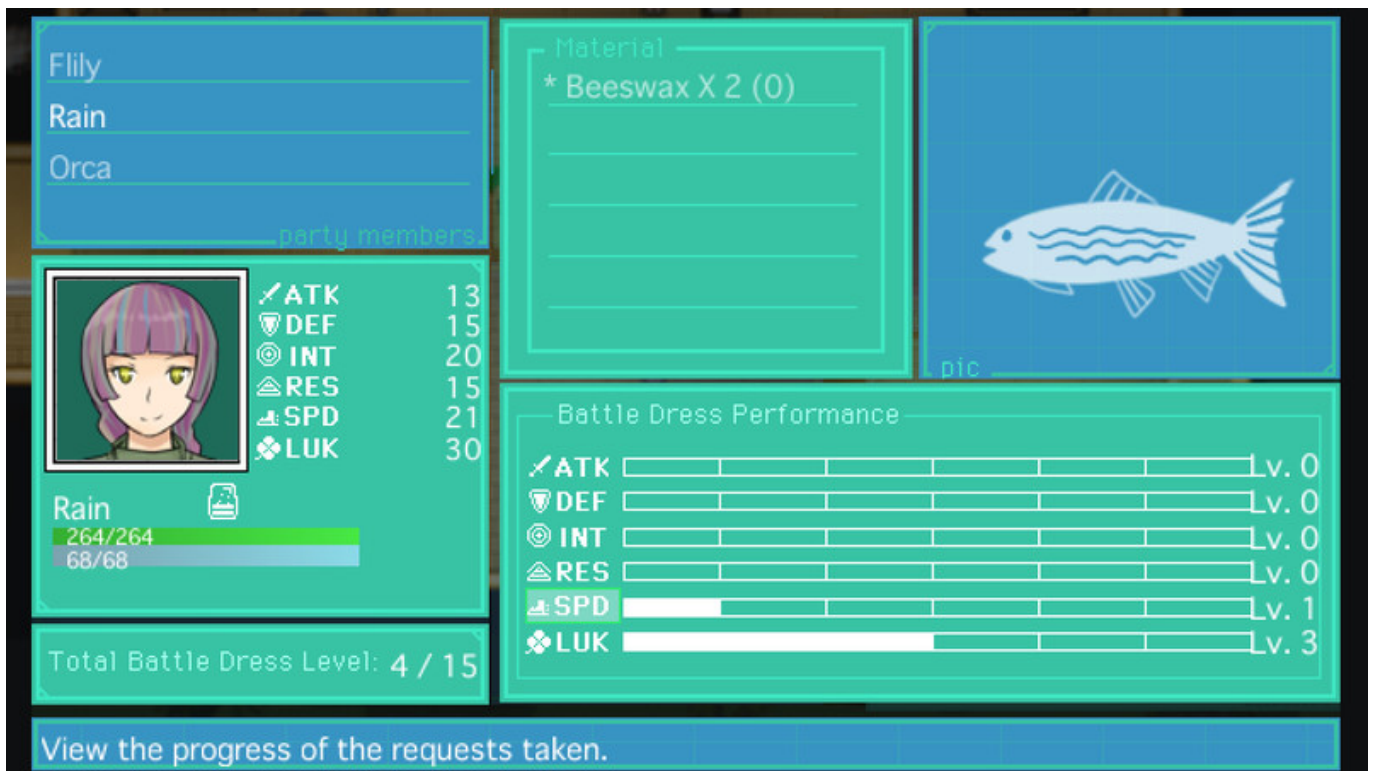 Flily
Rain
Orca
party members
ATK 13
DEF 15
INT 20
RES 15
SPD 21
LUK 30
Rain
264/264
68/68
Total Battle Dress Level: 4 / 15
Material
* Beeswax X 2 (0)
pic
Battle Dress Performance
ATK Lv. 0
DEF Lv. 0
INT Lv. 0
RES Lv. 0
SPD Lv. 1
LUK Lv. 3
View the progress of the requests taken.